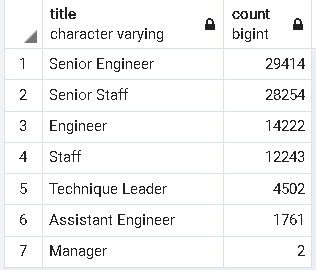 title count
character varying bigint
1 Senior Engineer 29414
2 Senior Staff 28254
3 Engineer 14222
4 Staff 12243
5 Technique Leader 4502
6 Assistant Engineer 1761
7 Manager 2